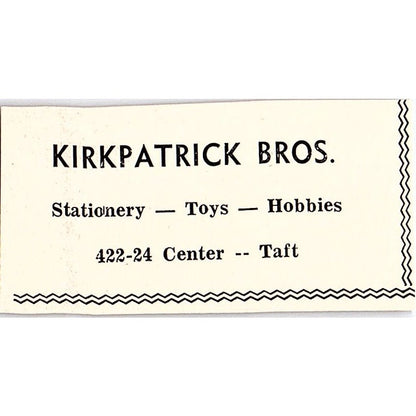 KIRKPATRICK BROS.
Stationery — Toys — Hobbies
422-24 Center -- Taft